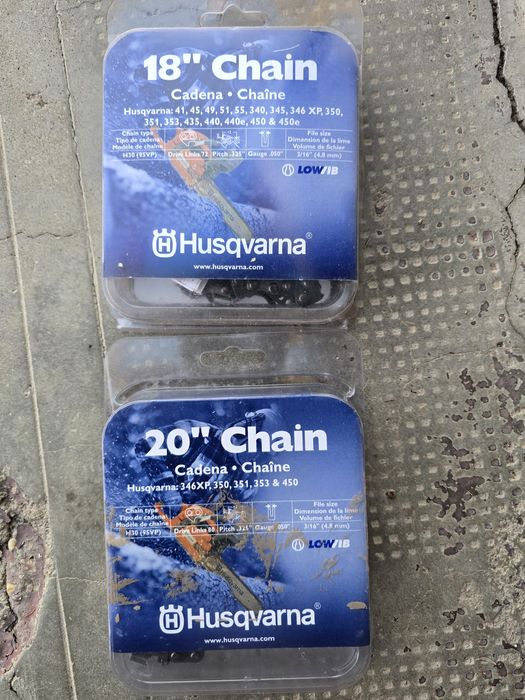 18" Chain
Cadena • Chaîne
Husqvarna: 41, 45, 49, 51, 55, 340, 345, 346 XP, 350,
351, 353, 435, 440, 440e, 450 & 450e
Chain type
Tipo de cadena
Modèle de chaîne
H30 (95VP)
Drive Links 72
Pitch .325"
Gauge .050"
File size
Dimension de la lime
Volume de fichier
3/16" (4.8 mm)
LOWVIB
H Husqvarna®
www.husqvarna.com
20" Chain
Cadena • Chaîne
Husqvarna: 346XP, 350, 351, 353 & 450
Chain type
Tipo de cadena
Modèle de chaîne
H30 (95VP)
Drive Links 80
Pitch .325"
Gauge .050"
File size
Dimension de la lime
Volume de fichier
3/16" (4.8 mm)
LOWVIB
H Husqvarna®
www.husqvarna.com